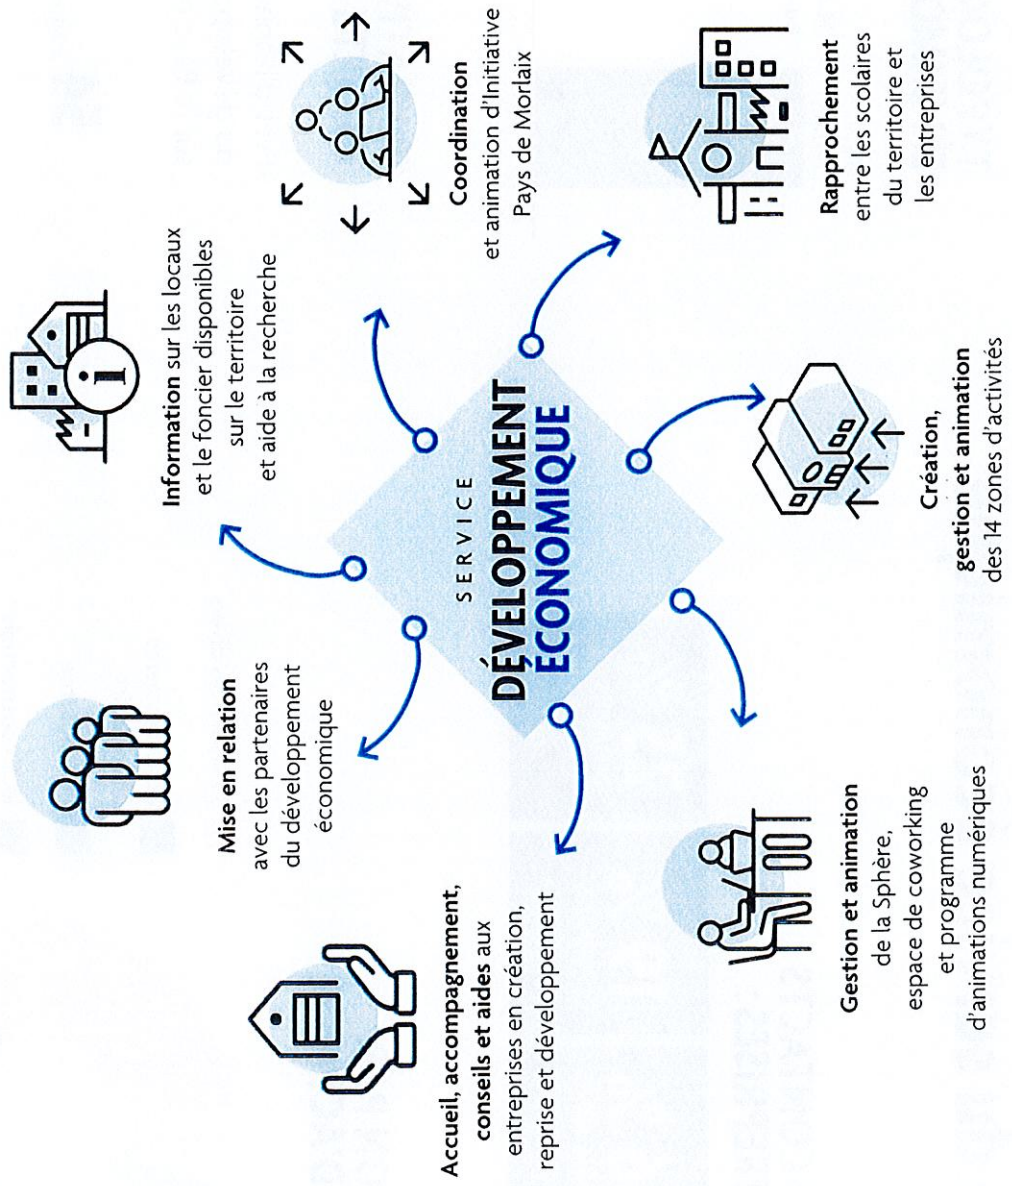 SERVICE
DÉVELOPPEMENT
ÉCONOMIQUE
Accueil, accompagnement,
conseils et aides aux
entreprises en création,
reprise et développement
Mise en relation
avec les partenaires
du développement
économique
Information sur les locaux
et le foncier disponibles
sur le territoire
et aide à la recherche
Coordination
et animation d'Initiative
Pays de Morlaix
Rapprochement
entre les scolaires
du territoire et
les entreprises
Création,
gestion et animation
des 14 zones d'activités
Gestion et animation
de la Sphère,
espace de coworking
et programme
d'animations numériques